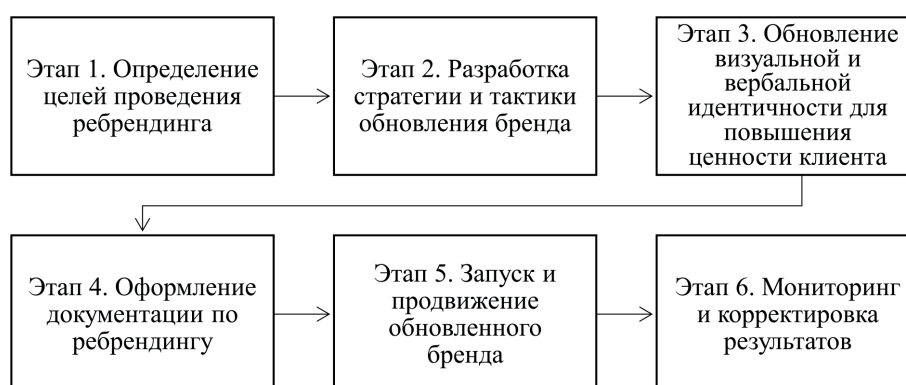 Этап 1. Определение
целей проведения
ребрендинга
Этап 2. Разработка
стратегии и тактики
обновления бренда
Этап 3. Обновление
визуальной и
вербальной
идентичности для
повышения
ценности клиента
Этап 4. Оформление
документации по
ребрендингу
Этап 5. Запуск и
продвижение
обновленного
бренда
Этап 6. Мониторинг
и корректировка
результатов